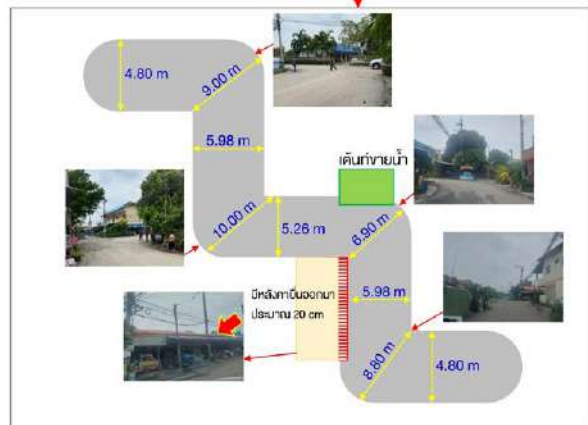 4.80 m
9.00 m
5.98 m
เต็นท์ขายน้ำ
10.00 m
5.26 m
6.90 m
มีหลังคายื่นออกมา
ประมาณ 20 cm
5.98 m
8.80 m
4.80 m